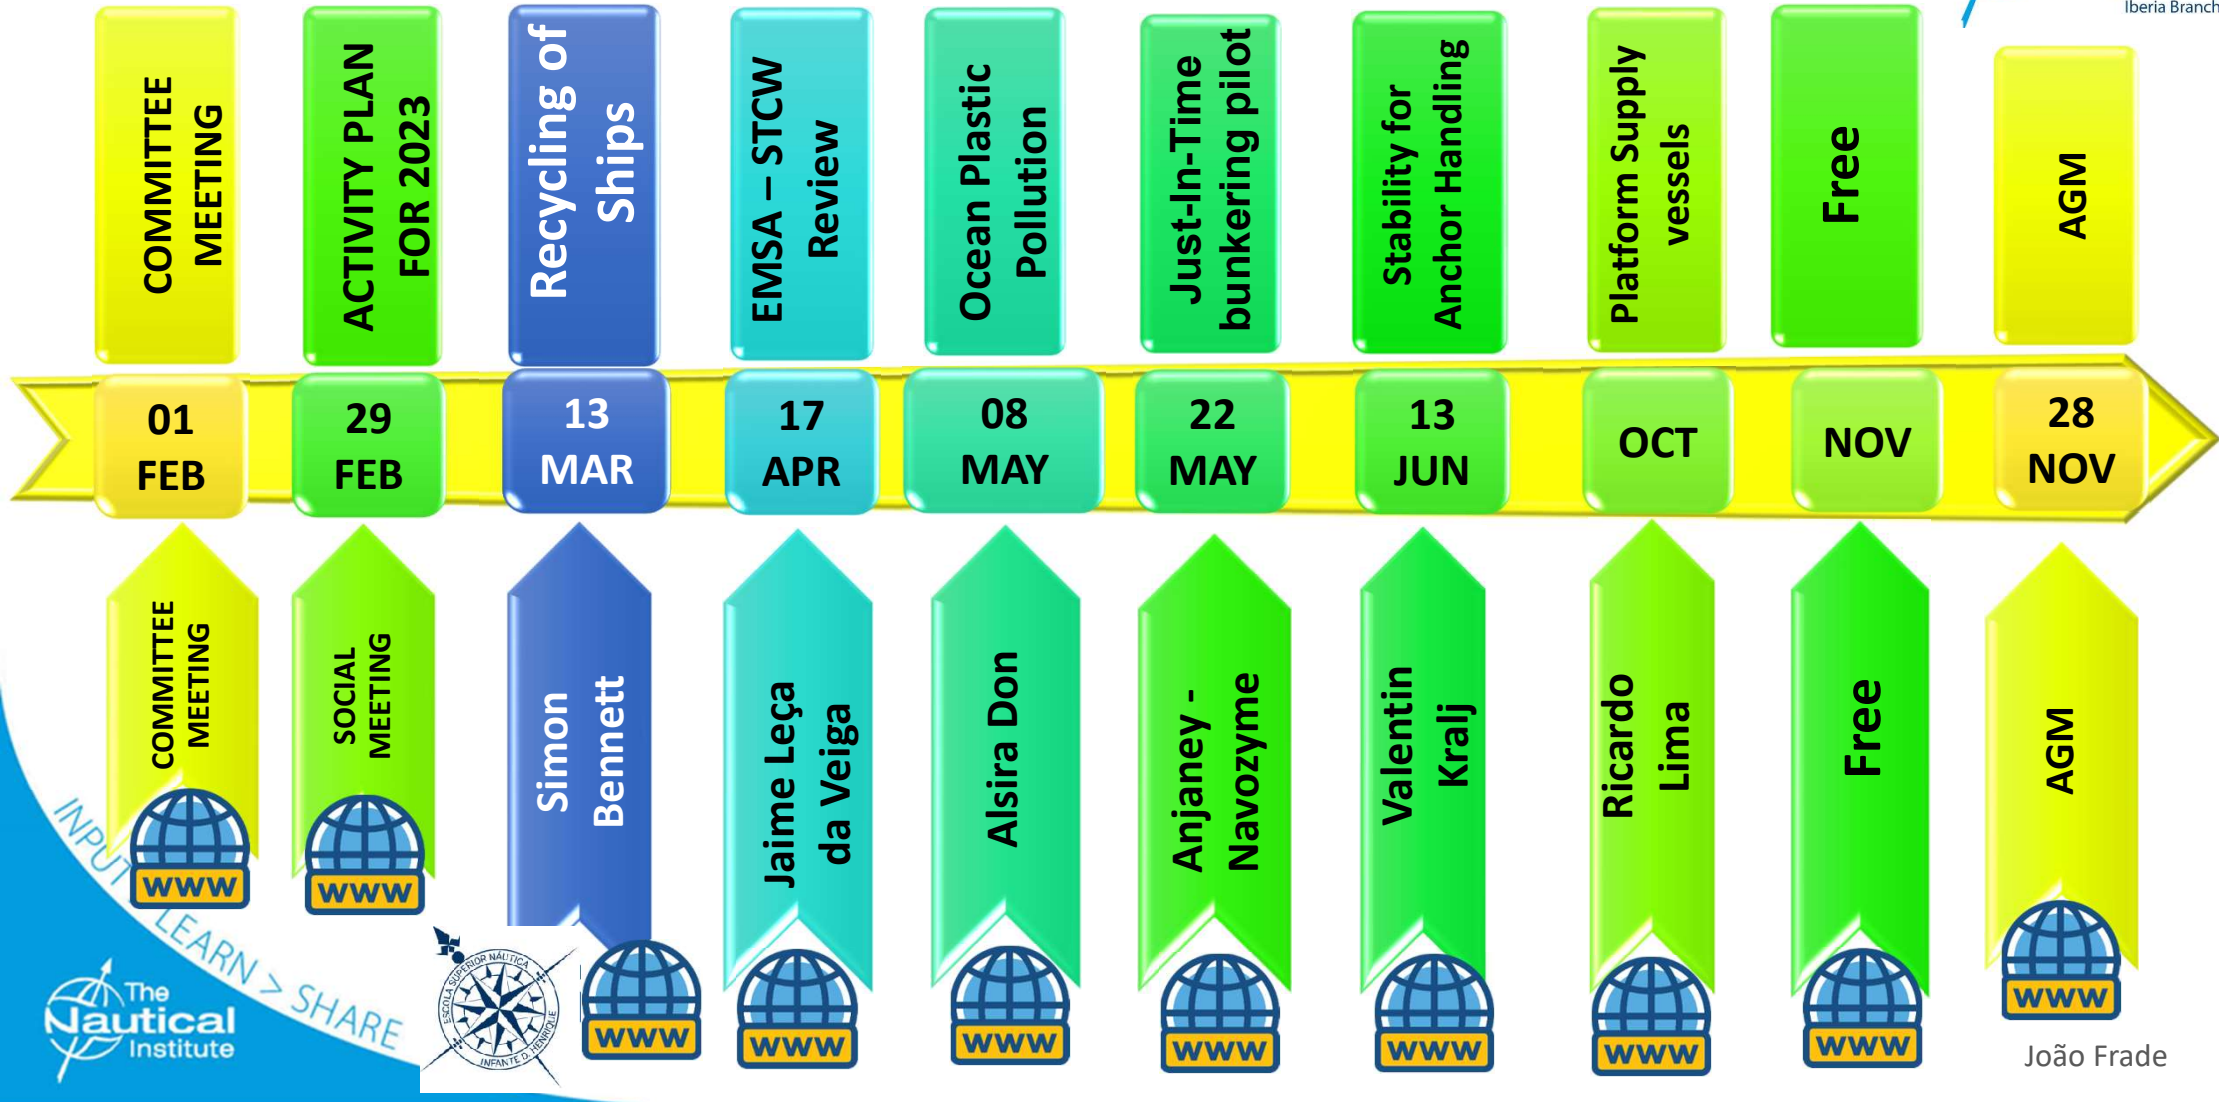 Iberia Branch
COMMITTEE
MEETING
ACTIVITY PLAN
FOR 2023
Recycling of
Ships
EMSA – STCW
Review
Ocean Plastic
Pollution
Just-In-Time
bunkering pilot
Stability for
Anchor Handling
Platform Supply
vessels
Free
AGM
01
FEB
29
FEB
13
MAR
17
APR
08
MAY
22
MAY
13
JUN
OCT
NOV
28
NOV
COMMITTEE
MEETING
SOCIAL
MEETING
Simon
Bennett
Jaime Leça
da Veiga
Alsira Don
Anjaney -
Navozyme
Valentin
Kralj
Ricardo
Lima
Free
AGM
www
www
www
www
www
www
www
www
www
www
INPUT > LEARN > SHARE
The
Nautical
Institute
ESCOLA SUPERIOR NÁUTICA
INFANTE D. HENRIQUE
João Frade